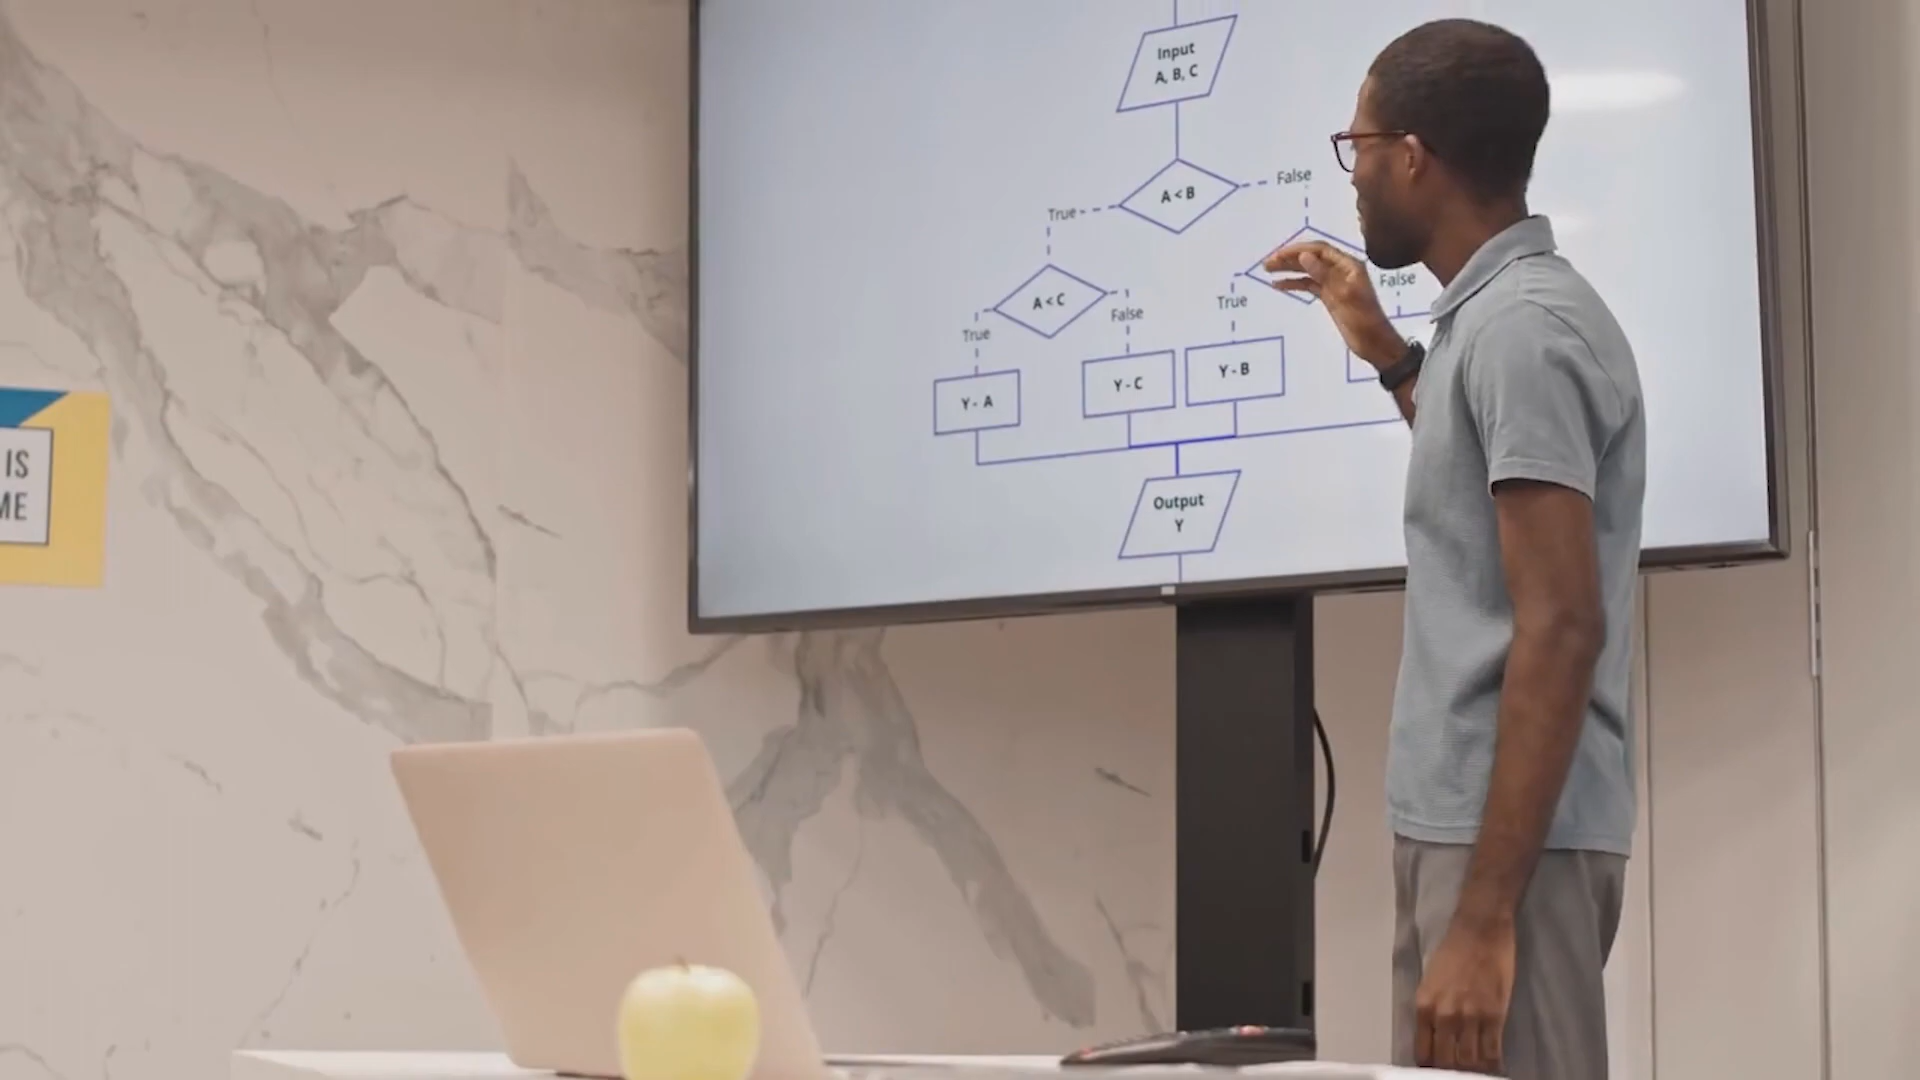 Input
A, B, C
A < B
True
False
A < C
True
False
True
False
Y - A
Y - C
Y - B
Output
Y
IS
ME